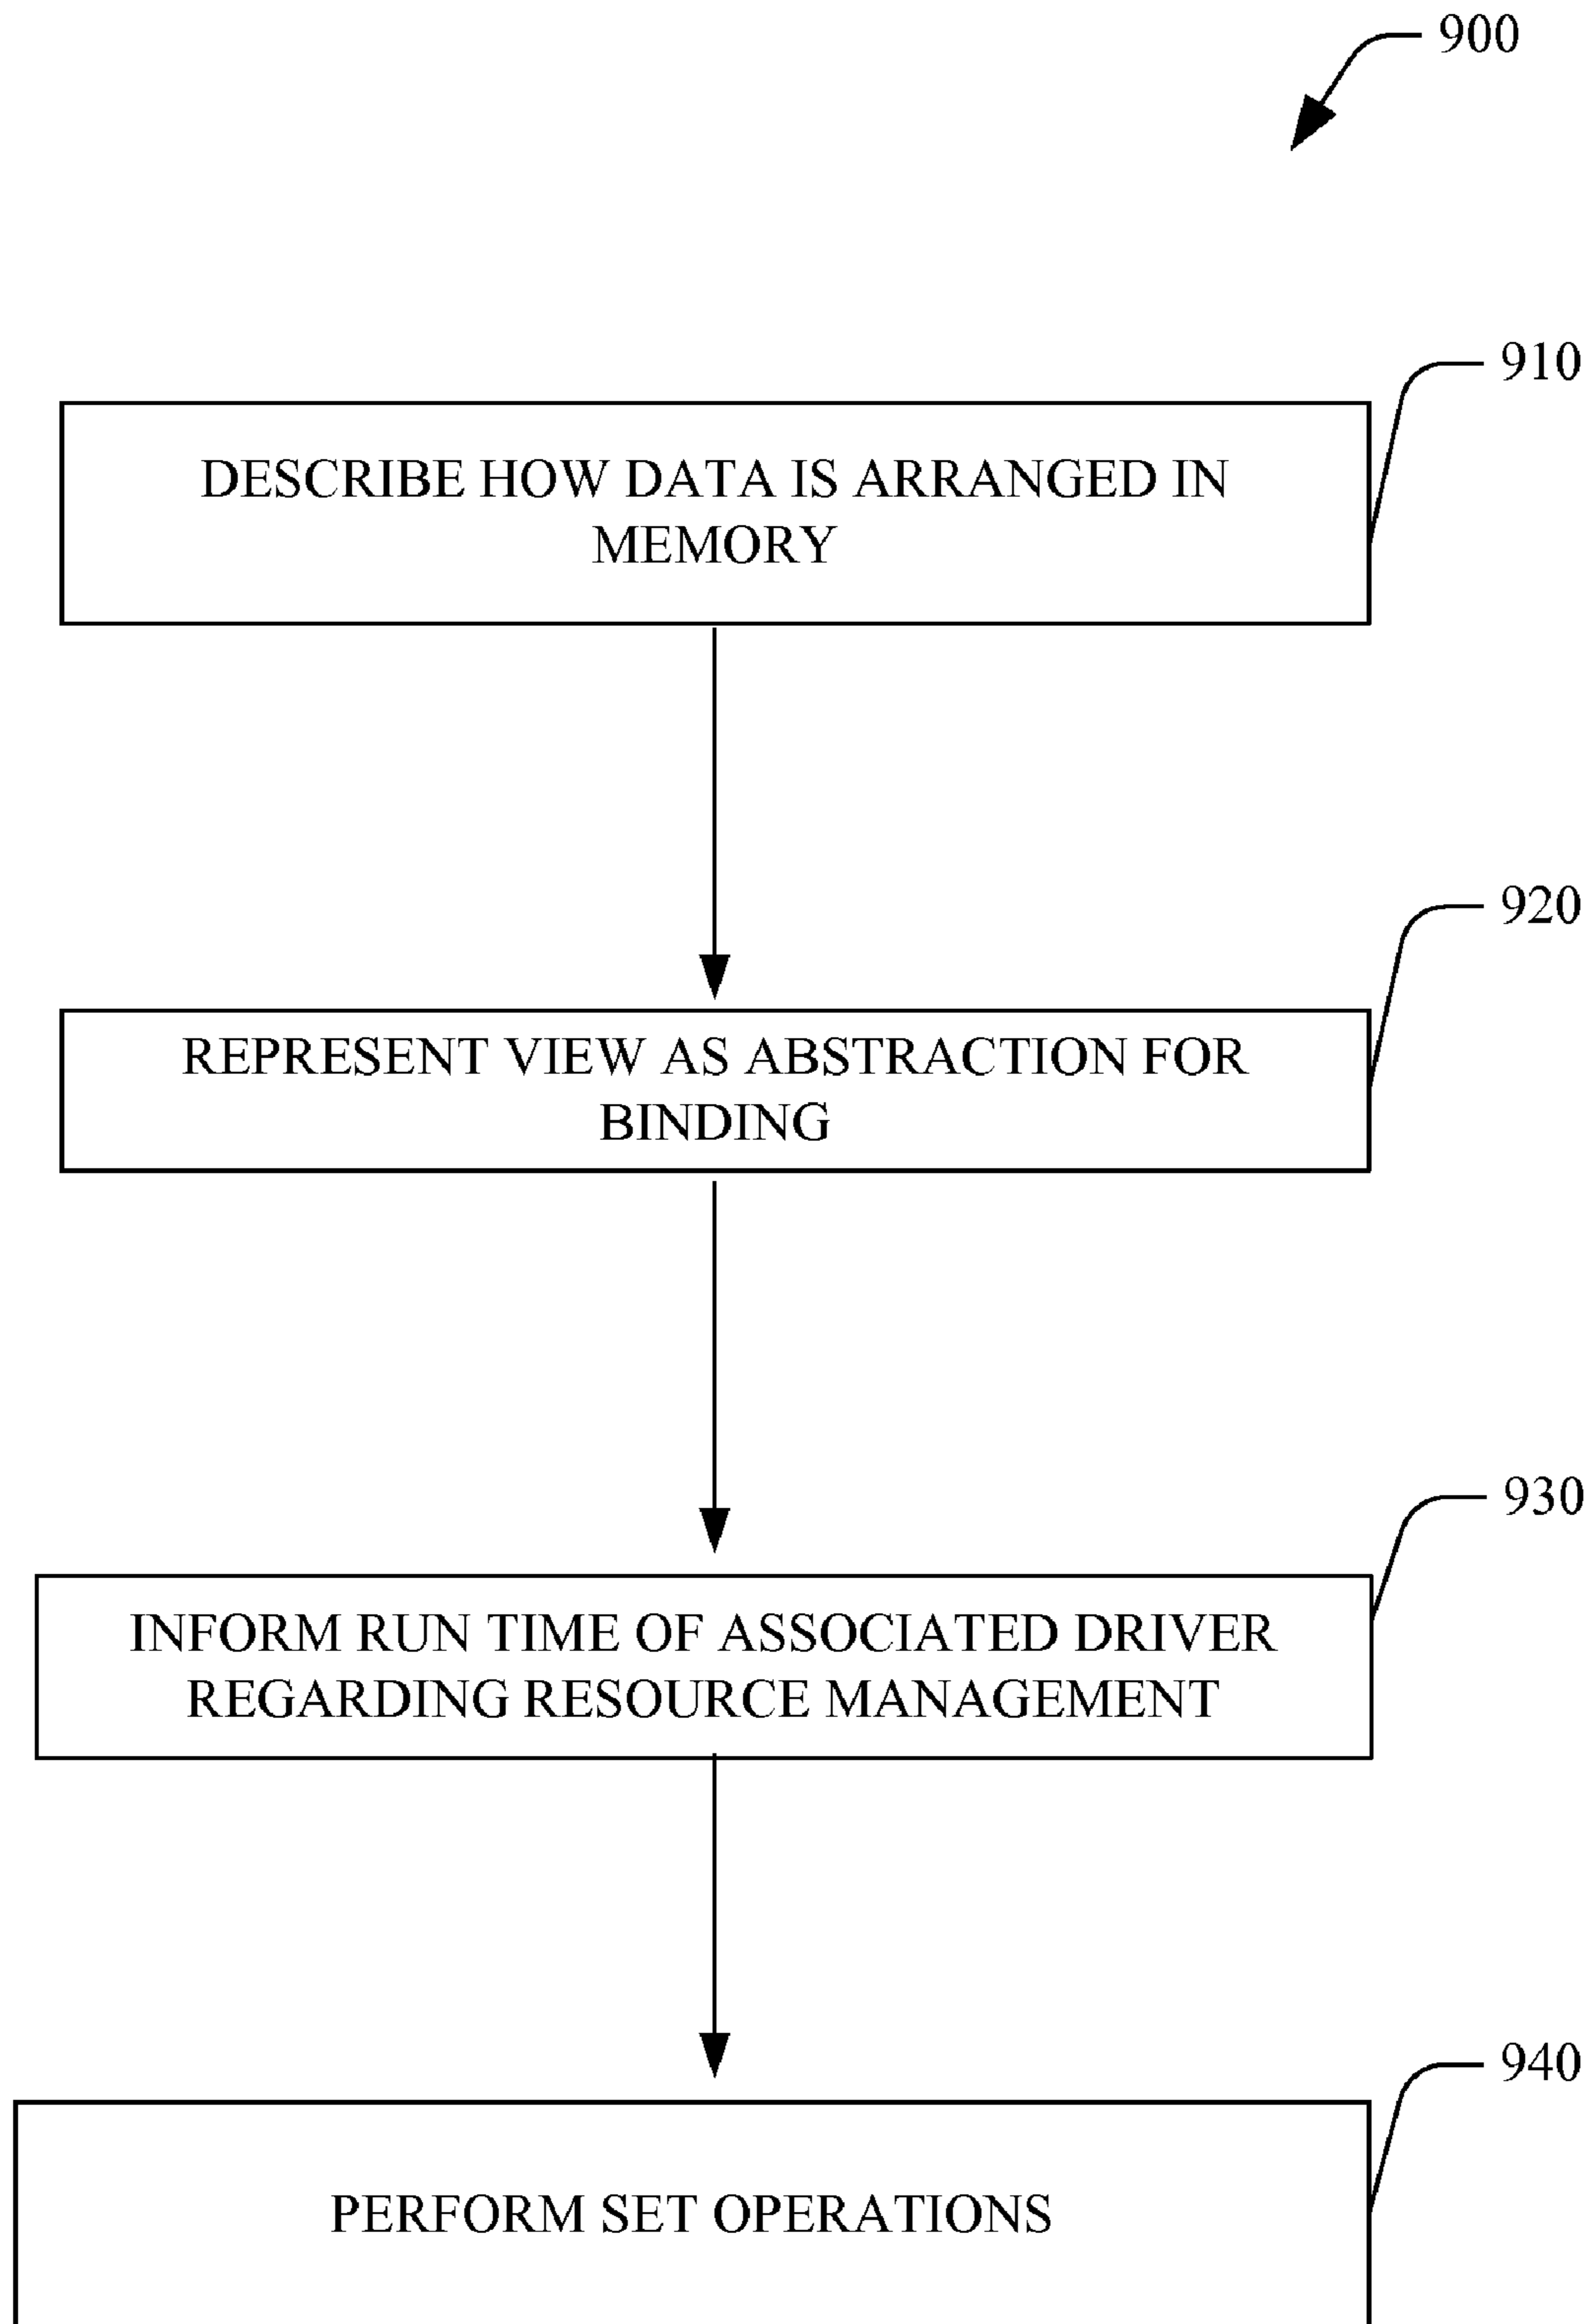 900
910
DESCRIBE HOW DATA IS ARRANGED IN
MEMORY
920
REPRESENT VIEW AS ABSTRACTION FOR
BINDING
930
INFORM RUN TIME OF ASSOCIATED DRIVER
REGARDING RESOURCE MANAGEMENT
940
PERFORM SET OPERATIONS